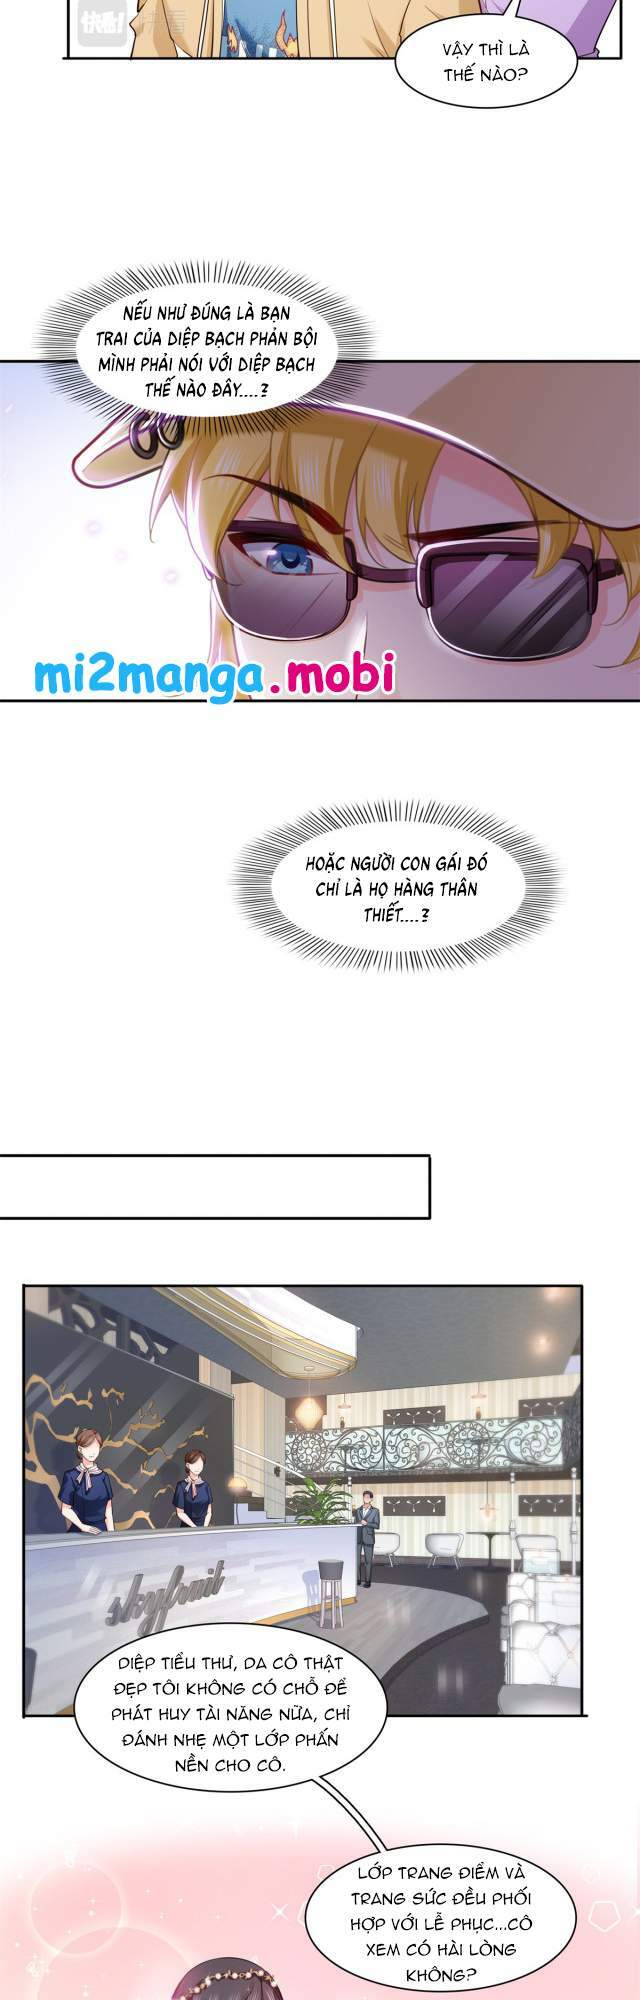 快看! 快看
VẬY THÌ LÀ
THẾ NÀO?
NẾU NHƯ ĐÚNG LÀ BẠN
TRAI CỦA DIỆP BẠCH PHẢN BỘI
MÌNH PHẢI NÓI VỚI DIỆP BẠCH
THẾ NÀO ĐÂY....?
mi2manga.mobi
HOẶC NGƯỜI CON GÁI ĐÓ
CHỈ LÀ HỌ HÀNG THÂN
THIẾT....?
skyfruit
DIỆP TIỂU THƯ, DA CÔ THẬT
ĐẸP TÔI KHÔNG CÓ CHỖ ĐỂ
PHÁT HUY TÀI NĂNG NỮA, CHỈ
ĐÁNH NHẸ MỘT LỚP PHẤN
NỀN CHO CÔ.
LỚP TRANG ĐIỂM VÀ
TRANG SỨC ĐỀU PHỐI
HỢP VỚI LỄ PHỤC...CÔ
XEM CÓ HÀI LÒNG
KHÔNG?